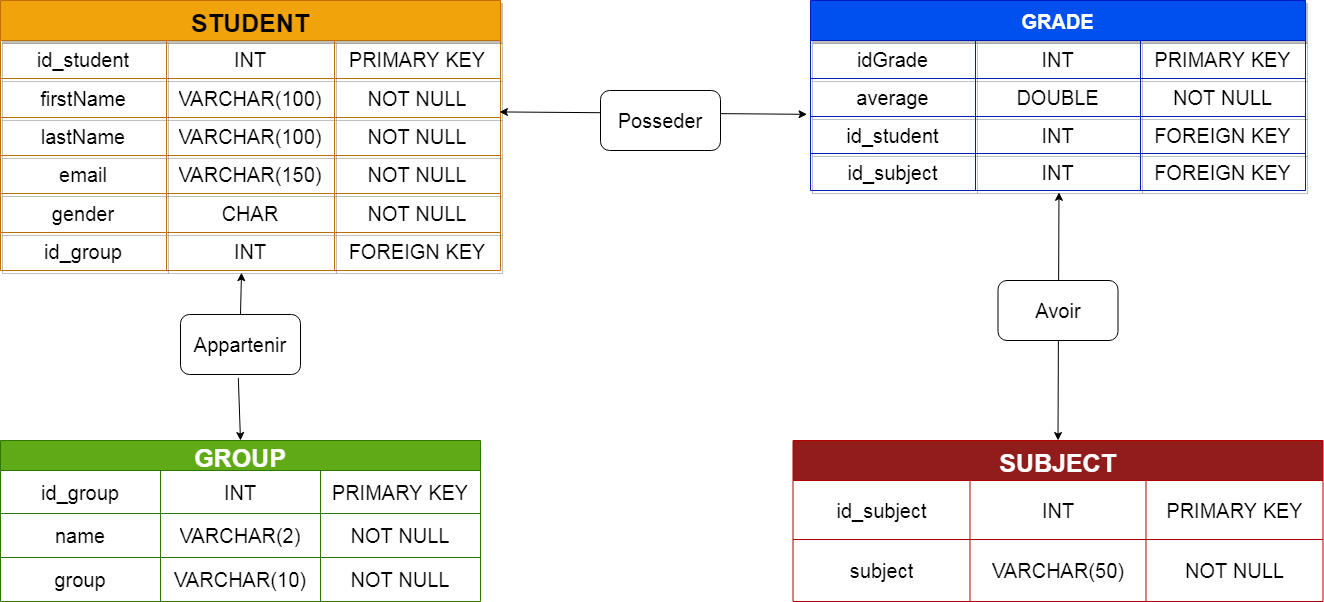 STUDENT
id_student INT PRIMARY KEY
firstName VARCHAR(100) NOT NULL
lastName VARCHAR(100) NOT NULL
email VARCHAR(150) NOT NULL
gender CHAR NOT NULL
id_group INT FOREIGN KEY
Posseder
GRADE
idGrade INT PRIMARY KEY
average DOUBLE NOT NULL
id_student INT FOREIGN KEY
id_subject INT FOREIGN KEY
Appartenir
Avoir
GROUP
id_group INT PRIMARY KEY
name VARCHAR(2) NOT NULL
group VARCHAR(10) NOT NULL
SUBJECT
id_subject INT PRIMARY KEY
subject VARCHAR(50) NOT NULL